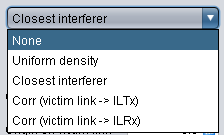 Closest interferer
None
Uniform density
Closest interferer
Corr (victim link -> ILTx)
Corr (victim link -> ILRx)